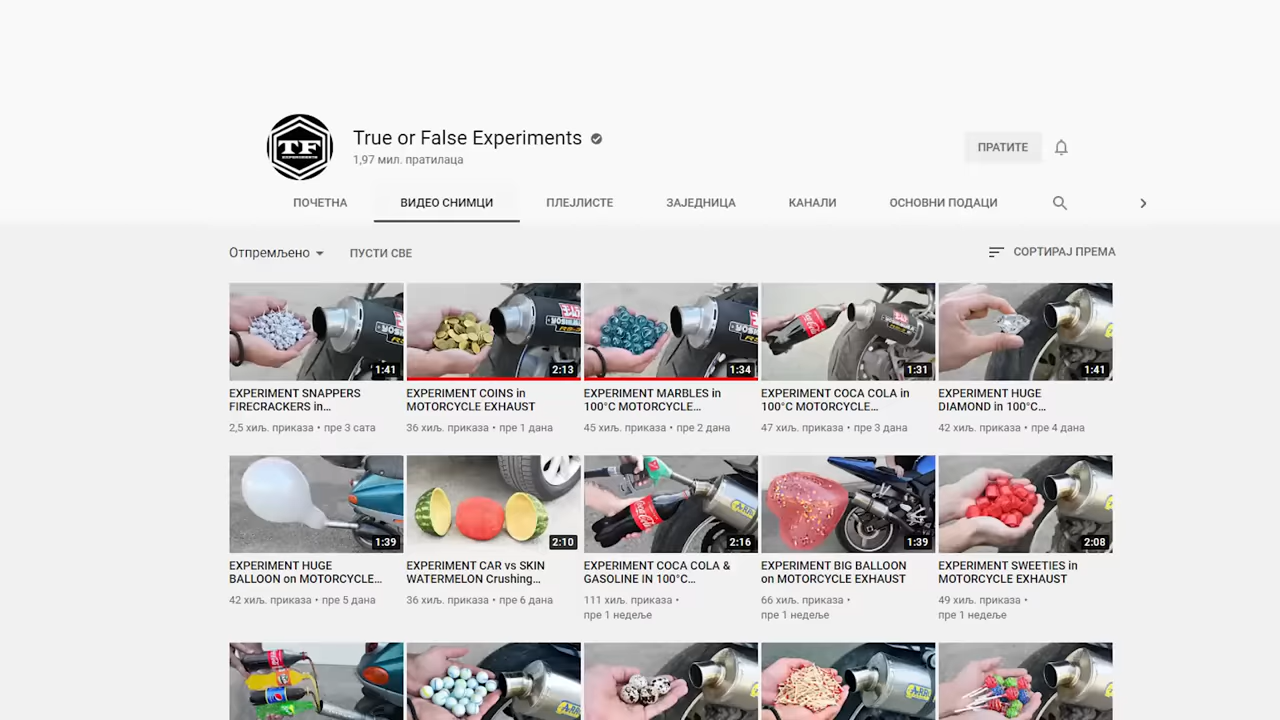 TF
EXPERIMENTS
True or False Experiments
1,97 мил. пратилаца
ПРАТИТЕ
ПОЧЕТНА
ВИДЕО СНИМЦИ
ПЛЕЈЛИСТЕ
ЗАЈЕДНИЦА
КАНАЛИ
ОСНОВНИ ПОДАЦИ
Отпремљено
ПУСТИ СВЕ
СОРТИРАЈ ПРЕМА
1:41
2:13
1:34
1:31
1:41
EXPERIMENT SNAPPERS
FIRECRACKERS in...
2,5 хиљ. приказа • пре 3 сата
EXPERIMENT COINS in
MOTORCYCLE EXHAUST
36 хиљ. приказа • пре 1 дана
EXPERIMENT MARBLES in
100°C MOTORCYCLE...
45 хиљ. приказа • пре 2 дана
EXPERIMENT COCA COLA in
100°C MOTORCYCLE...
47 хиљ. приказа • пре 3 дана
EXPERIMENT HUGE
DIAMOND in 100°C...
42 хиљ. приказа • пре 4 дана
1:39
2:10
2:16
1:39
2:08
EXPERIMENT HUGE
BALLOON on MOTORCYCLE...
42 хиљ. приказа • пре 5 дана
EXPERIMENT CAR vs SKIN
WATERMELON Crushing...
36 хиљ. приказа • пре 6 дана
EXPERIMENT COCA COLA &
GASOLINE IN 100°C...
111 хиљ. приказа •
пре 1 недеље
EXPERIMENT BIG BALLOON
on MOTORCYCLE EXHAUST
66 хиљ. приказа •
пре 1 недеље
EXPERIMENT SWEETIES in
MOTORCYCLE EXHAUST
49 хиљ. приказа •
пре 1 недеље